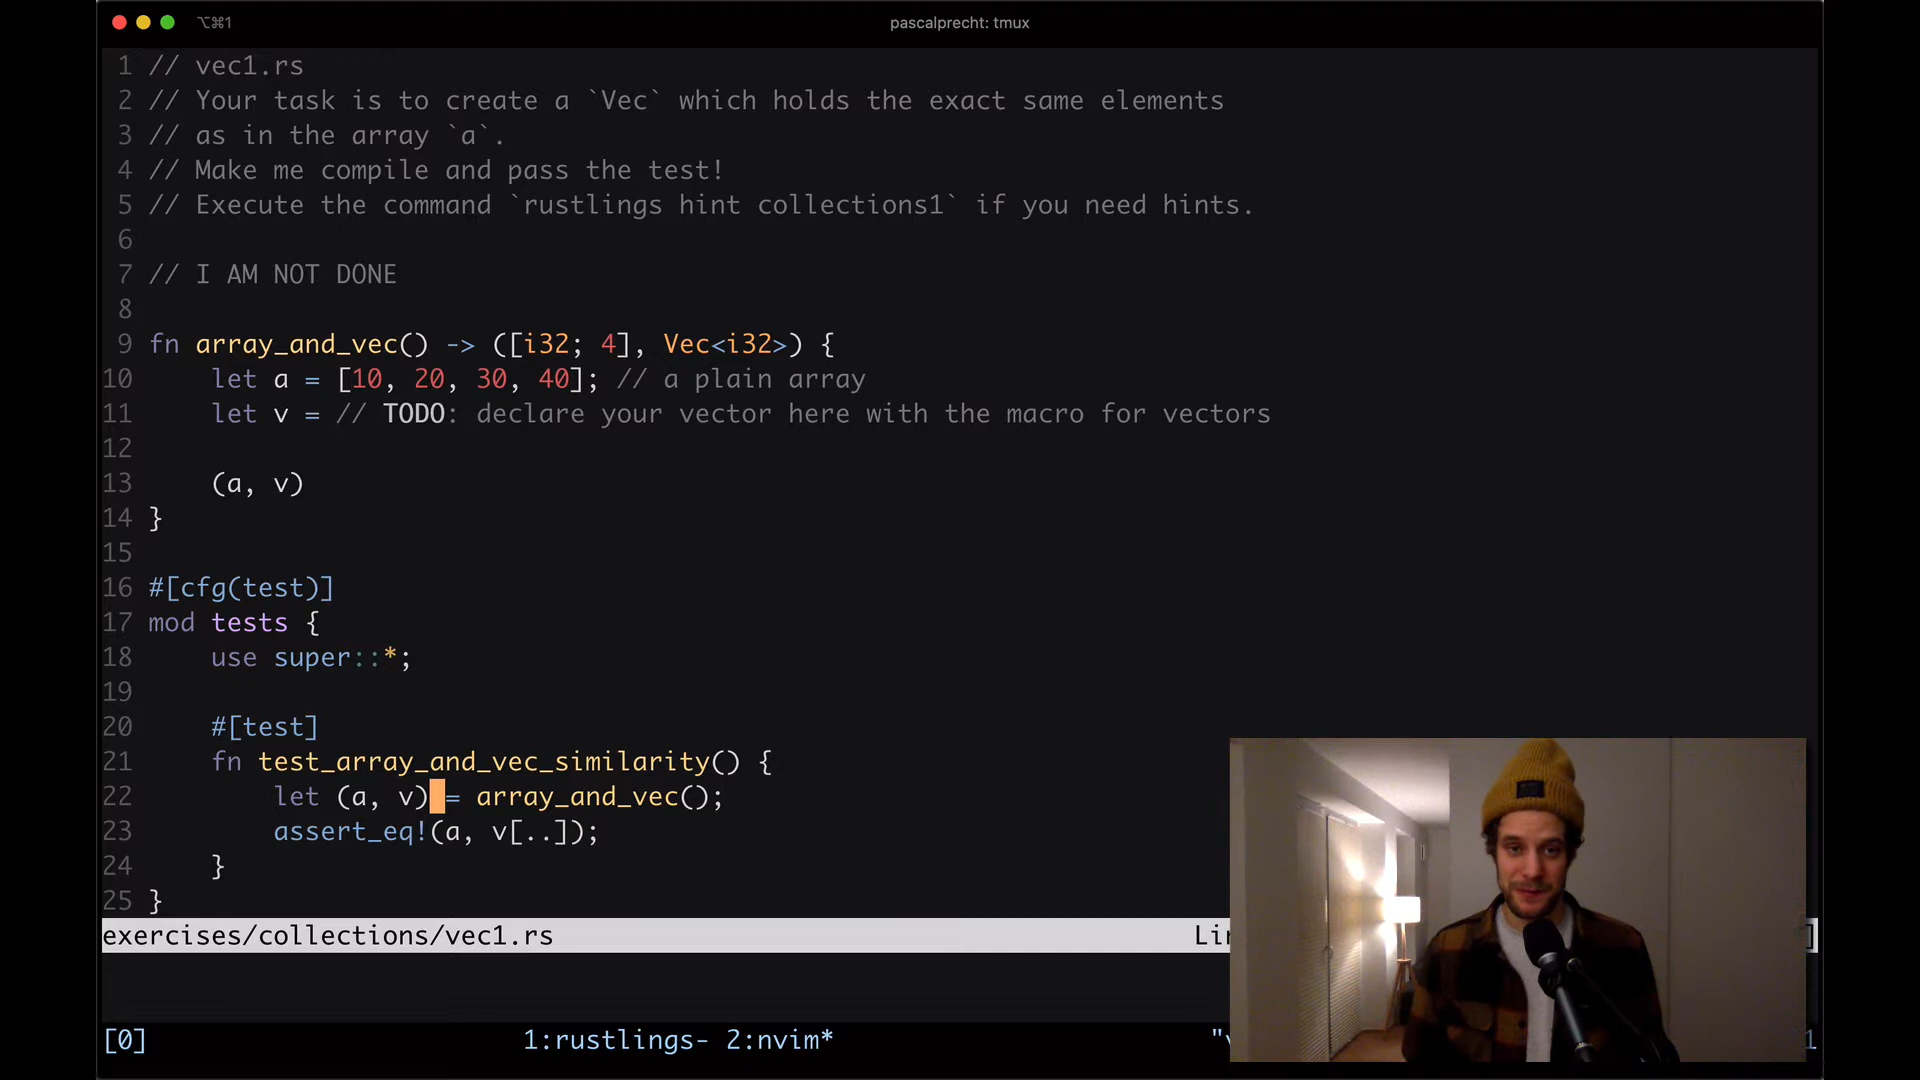 ⌥⌘1
pascalprecht: tmux
1 // vec1.rs
2 // Your task is to create a `Vec` which holds the exact same elements
3 // as in the array `a`.
4 // Make me compile and pass the test!
5 // Execute the command `rustlings hint collections1` if you need hints.
6
7 // I AM NOT DONE
8
9 fn array_and_vec() -> ([i32; 4], Vec<i32>) {
10     let a = [10, 20, 30, 40]; // a plain array
11     let v = // TODO: declare your vector here with the macro for vectors
12
13     (a, v)
14 }
15
16 #[cfg(test)]
17 mod tests {
18     use super::*;
19
20     #[test]
21     fn test_array_and_vec_similarity() {
22         let (a, v) = array_and_vec();
23         assert_eq!(a, v[..]);
24     }
25 }
exercises/collections/vec1.rs
[0] 1:rustlings- 2:nvim*